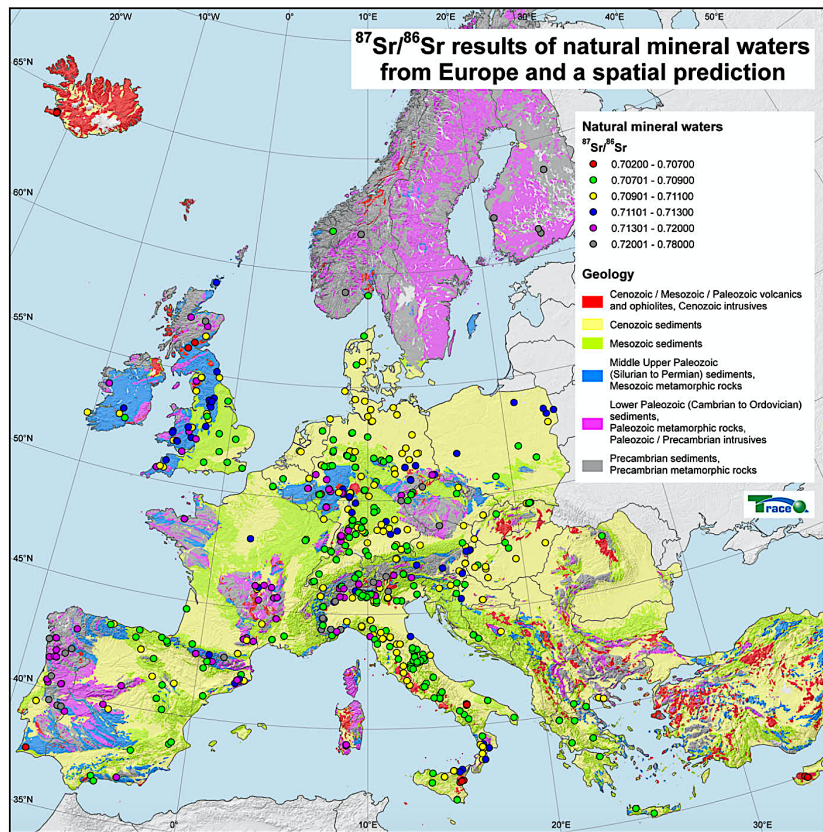 20°W
10°W
0°
10°E
20°E
30°E
40°E
50°E
87Sr/86Sr results of natural mineral waters
from Europe and a spatial prediction
65°N
60°N
55°N
50°N
45°N
40°N
35°N
Natural mineral waters
87Sr/86Sr
0.70200 - 0.70700
0.70701 - 0.70900
0.70901 - 0.71100
0.71101 - 0.71300
0.71301 - 0.72000
0.72001 - 0.78000
Geology
Cenozoic / Mesozoic / Paleozoic volcanics
and ophiolites, Cenozoic intrusives
Cenozoic sediments
Mesozoic sediments
Middle Upper Paleozoic
(Silurian to Permian) sediments,
Mesozoic metamorphic rocks
Lower Paleozoic (Cambrian to Ordovician)
sediments,
Paleozoic metamorphic rocks,
Paleozoic / Precambrian intrusives
Precambrian sediments,
Precambrian metamorphic rocks
Trace
0°
10°E
20°E
30°E